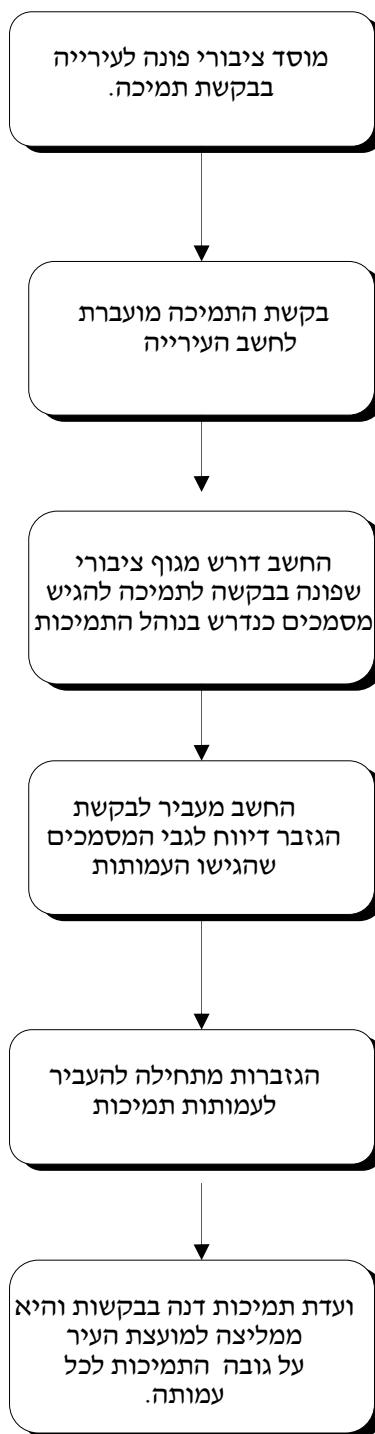 מוסד ציבורי פונה לעירייה
בבקשת תמיכה.
בקשת התמיכה מועברת
לחשב העירייה
החשב דורש מגוף ציבורי
שפונה בבקשה לתמיכה להגיש
מסמכים כנדרש בנוהל התמיכות
החשב מעביר לבקשת
הגזבר דיווח לגבי המסמכים
שהגישו העמותות
הגזברות מתחילה להעביר
לעמותות תמיכות
ועדת תמיכות דנה בבקשות והיא
ממליצה למועצת העיר
על גובה התמיכות לכל
עמותה.